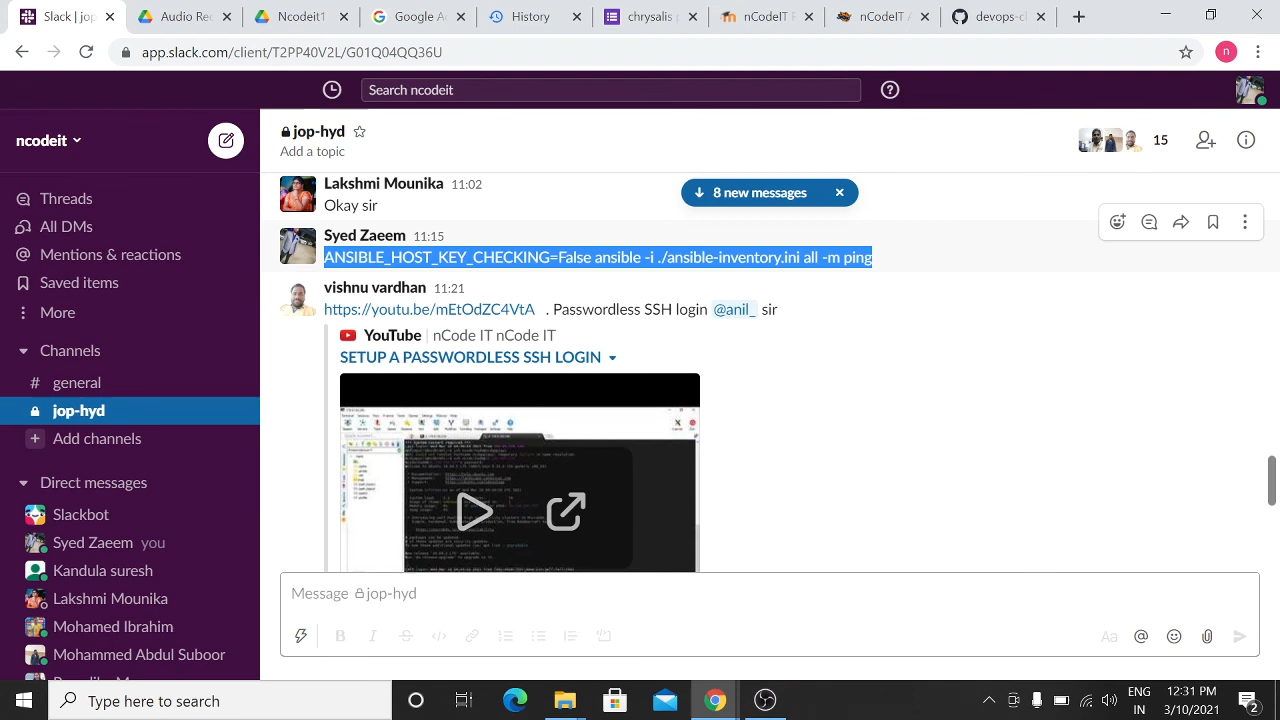 Slack | jop
Audio Rec
NcodeIT
Google A
SSH History
chrysalis
nCodeIT P
nCodeIT A
devops-cl
app.slack.com/client/T2PP40V2L/G01Q04QQ36U
n
Search ncodeit
ncodeit
Threads
All DMs
Mentions & reactions
Saved items
More
Channels
# general
jop-hyd
Add channels
Direct messages
Slackbot
Syed Zaeem you
Kandula suresh
Lakshmi Mounika
Mohamed Ibrahim
Mohammed Abdul Suboor
jop-hyd
Add a topic
15
Lakshmi Mounika 11:02
Okay sir
8 new messages
Syed Zaeem 11:15
ANSIBLE_HOST_KEY_CHECKING=False ansible -i ./ansible-inventory.ini all -m ping
vishnu vardhan 11:21
https://youtu.be/mEtOdZC4VtA . Passwordless SSH login @anil_ sir
YouTube | nCode IT nCode IT
SETUP A PASSWORDLESS SSH LOGIN
Message jop-hyd
B I S Aa @
Type here to search
ENG
IN
12:31 PM
3/10/2021
2